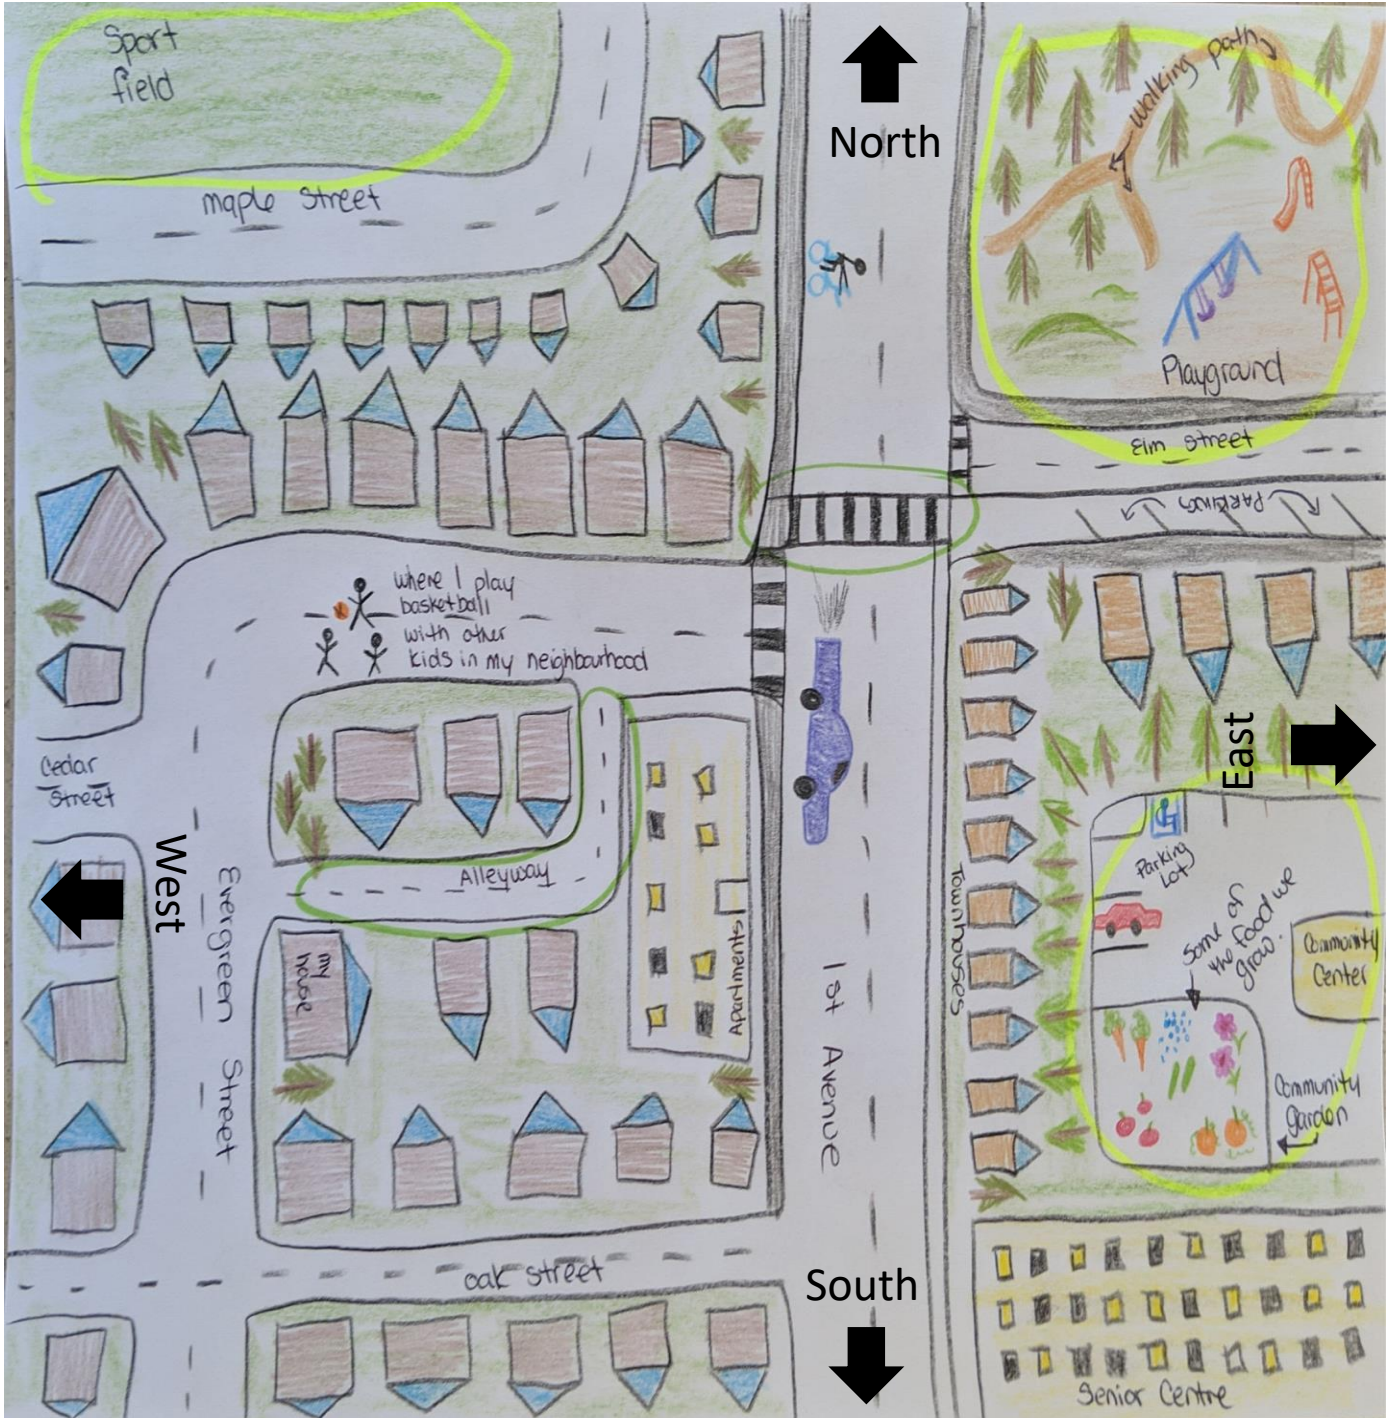 Sport
field
maple Street
North
walking path
Playground
Elm street
PARKING
where I play
basketball
with other
kids in my neighbourhood
East
Cedar
Street
West
Alleyway
Parking
Lot
Some of
the food we
grow.
Community
Center
my
house
Evergreen Street
Apartments
1st Avenue
Townhouses
Community
garden
oak street
South
Senior Centre